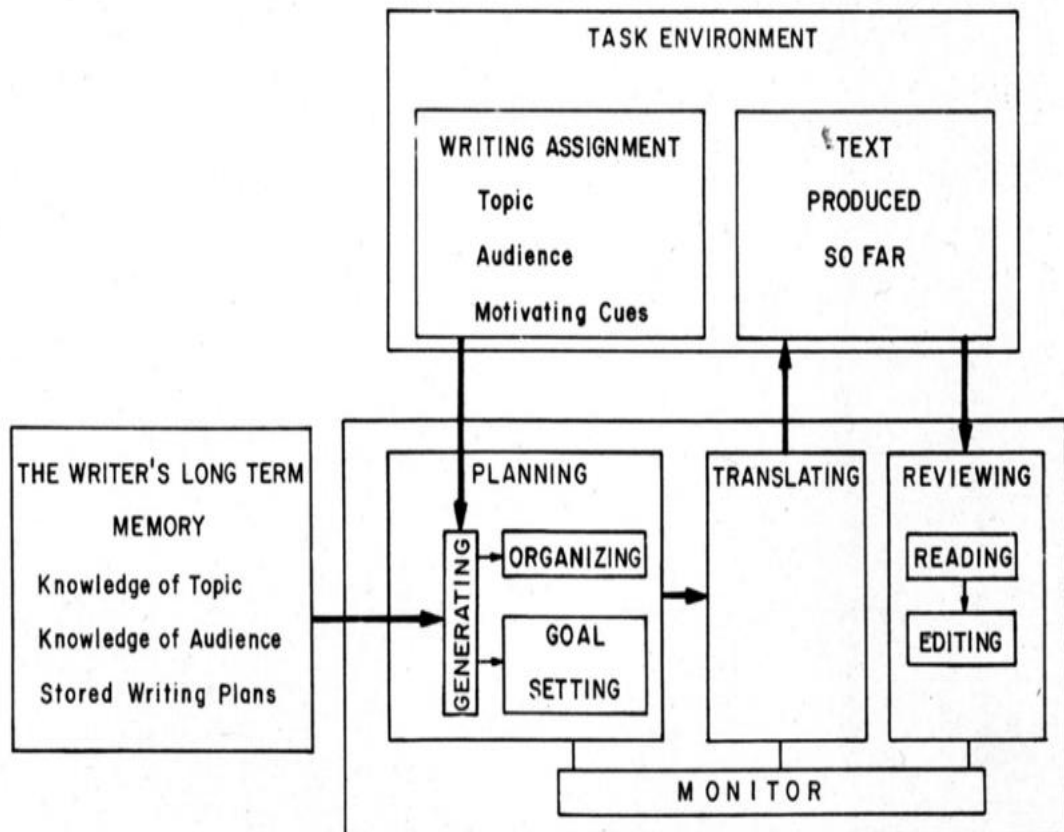 TASK ENVIRONMENT
WRITING ASSIGNMENT
Topic
Audience
Motivating Cues
TEXT
PRODUCED
SO FAR
THE WRITER'S LONG TERM
MEMORY
Knowledge of Topic
Knowledge of Audience
Stored Writing Plans
PLANNING
GENERATING
ORGANIZING
GOAL
SETTING
TRANSLATING
REVIEWING
READING
EDITING
MONITOR